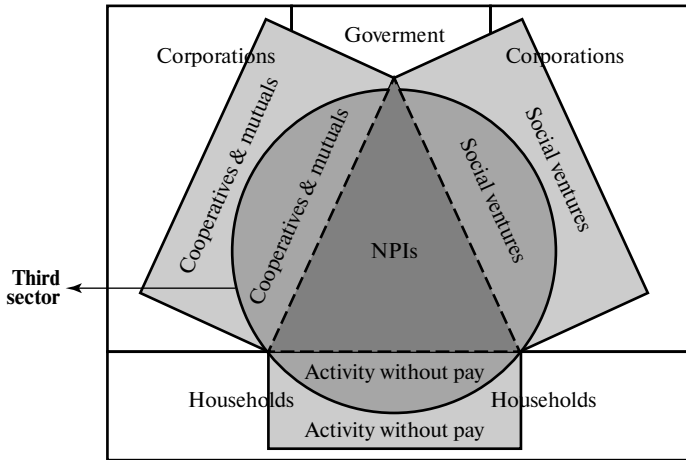 Goverment
Corporations
Corporations
Cooperatives & mutuals
Cooperatives & mutuals
Social ventures
Social ventures
NPIs
Third
sector
Activity without pay
Households
Households
Activity without pay